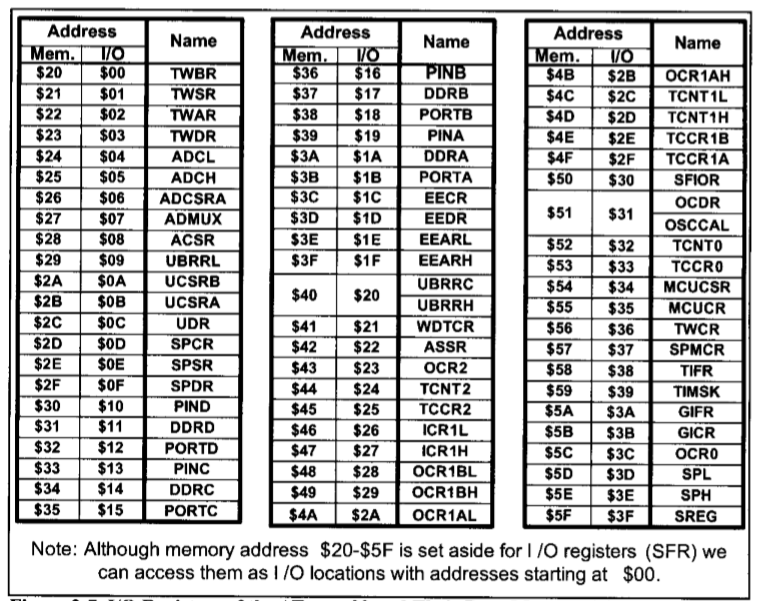 Address Name
Mem. I/O
$20 $00 TWBR
$21 $01 TWSR
$22 $02 TWAR
$23 $03 TWDR
$24 $04 ADCL
$25 $05 ADCH
$26 $06 ADCSRA
$27 $07 ADMUX
$28 $08 ACSR
$29 $09 UBRRL
$2A $0A UCSRB
$2B $0B UCSRA
$2C $0C UDR
$2D $0D SPCR
$2E $0E SPSR
$2F $0F SPDR
$30 $10 PIND
$31 $11 DDRD
$32 $12 PORTD
$33 $13 PINC
$34 $14 DDRC
$35 $15 PORTC
Address Name
Mem. I/O
$36 $16 PINB
$37 $17 DDRB
$38 $18 PORTB
$39 $19 PINA
$3A $1A DDRA
$3B $1B PORTA
$3C $1C EECR
$3D $1D EEDR
$3E $1E EEARL
$3F $1F EEARH
$40 $20 UBRRC
UBRRH
$41 $21 WDTCR
$42 $22 ASSR
$43 $23 OCR2
$44 $24 TCNT2
$45 $25 TCCR2
$46 $26 ICR1L
$47 $27 ICR1H
$48 $28 OCR1BL
$49 $29 OCR1BH
$4A $2A OCR1AL
Address Name
Mem. I/O
$4B $2B OCR1AH
$4C $2C TCNT1L
$4D $2D TCNT1H
$4E $2E TCCR1B
$4F $2F TCCR1A
$50 $30 SFIOR
$51 $31 OCDR
OSCCAL
$52 $32 TCNT0
$53 $33 TCCR0
$54 $34 MCUCSR
$55 $35 MCUCR
$56 $36 TWCR
$57 $37 SPMCR
$58 $38 TIFR
$59 $39 TIMSK
$5A $3A GIFR
$5B $3B GICR
$5C $3C OCR0
$5D $3D SPL
$5E $3E SPH
$5F $3F SREG
Note: Although memory address $20-$5F is set aside for I /O registers (SFR) we
can access them as I /O locations with addresses starting at $00.